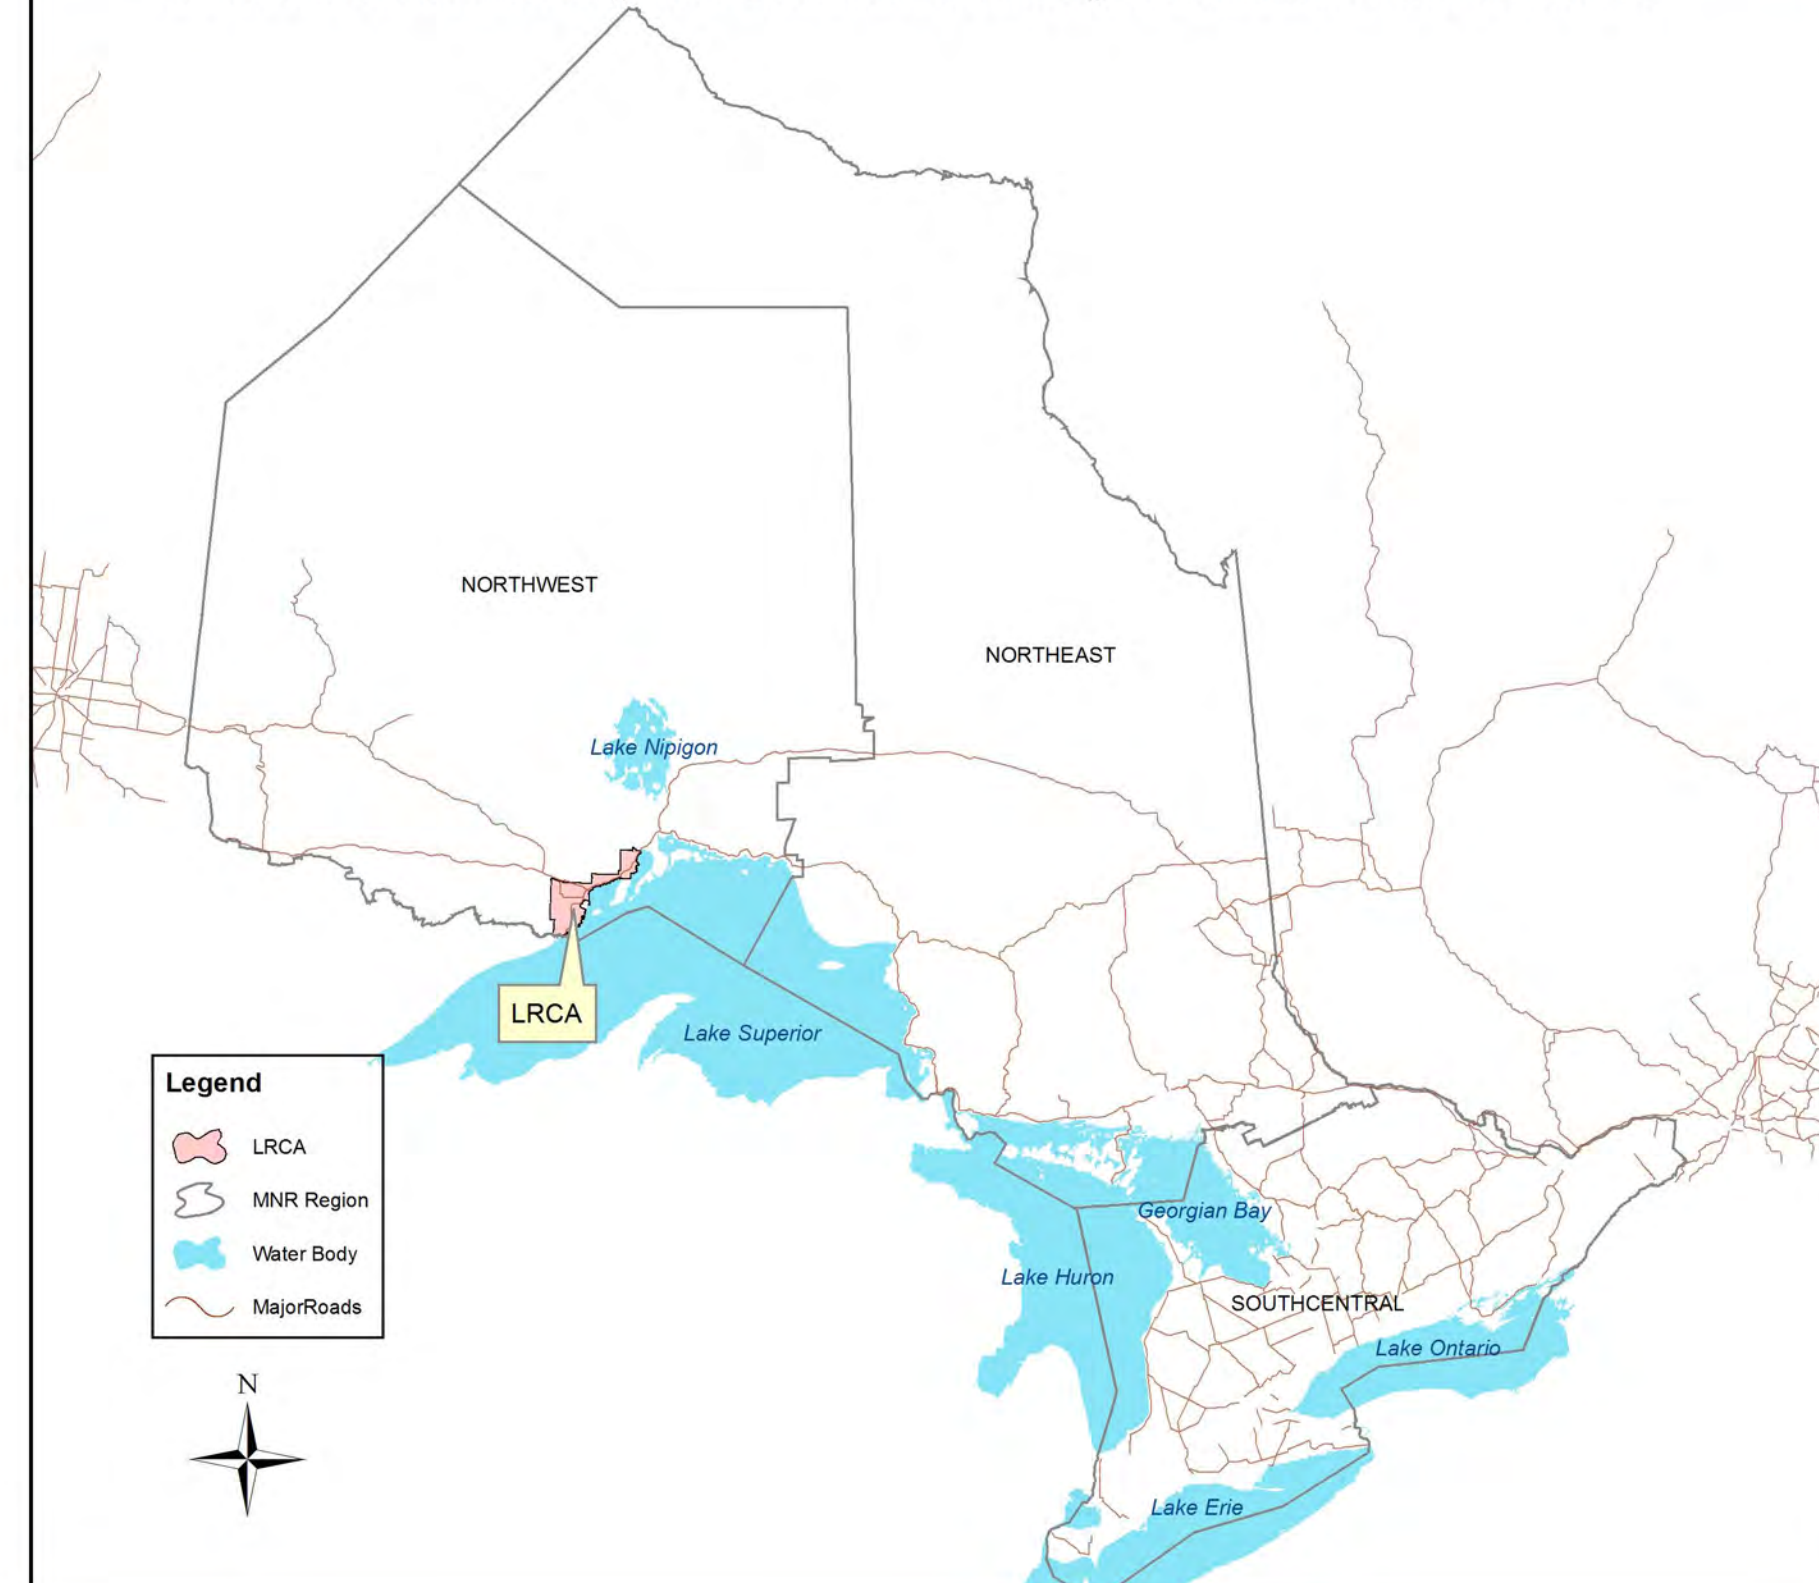 NORTHWEST
NORTHEAST
Lake Nipigon
LRCA
Lake Superior
Legend
LRCA
MNR Region
Water Body
MajorRoads
N
Georgian Bay
Lake Huron
SOUTHCENTRAL
Lake Ontario
Lake Erie